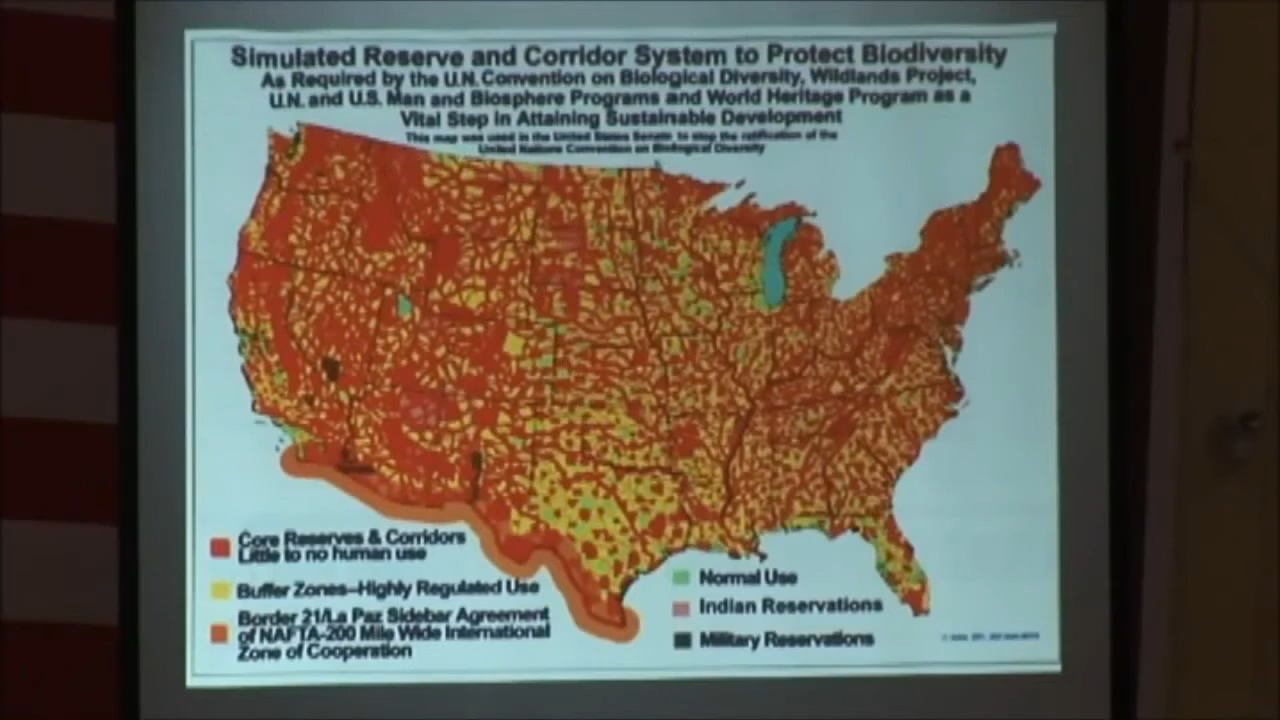 Simulated Reserve and Corridor System to Protect Biodiversity
As Required by the U.N. Convention on Biological Diversity, Wildlands Project,
U.N. and U.S. Man and Biosphere Programs and World Heritage Program as a
Vital Step in Attaining Sustainable Development
This map was used in the United States Senate to stop the ratification of the
United Nations Convention on Biological Diversity
Core Reserves & Corridors
Little to no human use
Buffer Zones–Highly Regulated Use
Border 21/La Paz Sidebar Agreement
of NAFTA-200 Mile Wide International
Zone of Cooperation
Normal Use
Indian Reservations
Military Reservations